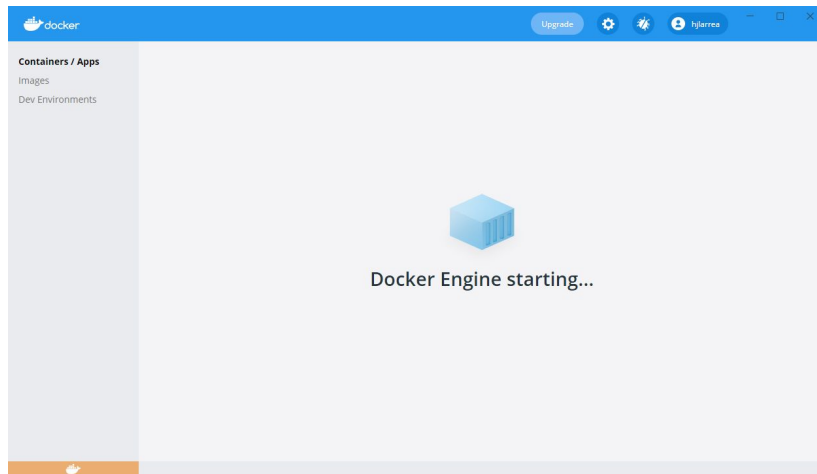 docker
Upgrade
hjlarrea
Containers / Apps
Images
Dev Environments
Docker Engine starting...